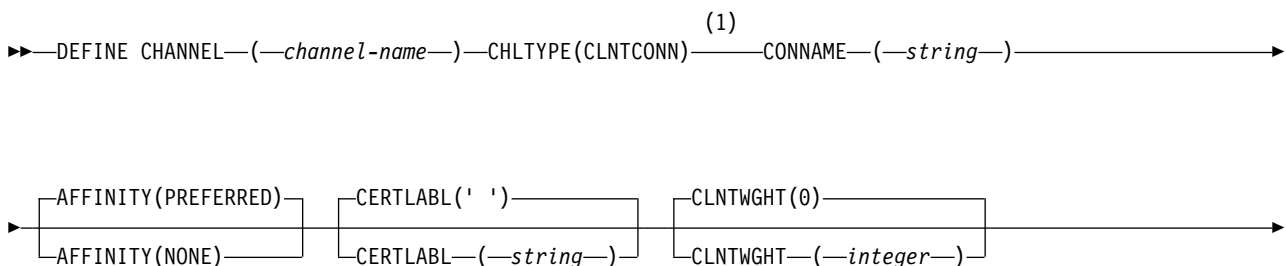 (1)
DEFINE CHANNEL ( channel-name ) CHLTYPE(CLNTCONN) CONNAME ( string )
AFFINITY(PREFERRED) CERTLABL(' ') CLNTWGHT(0)
AFFINITY(NONE) CERTLABL ( string ) CLNTWGHT ( integer )